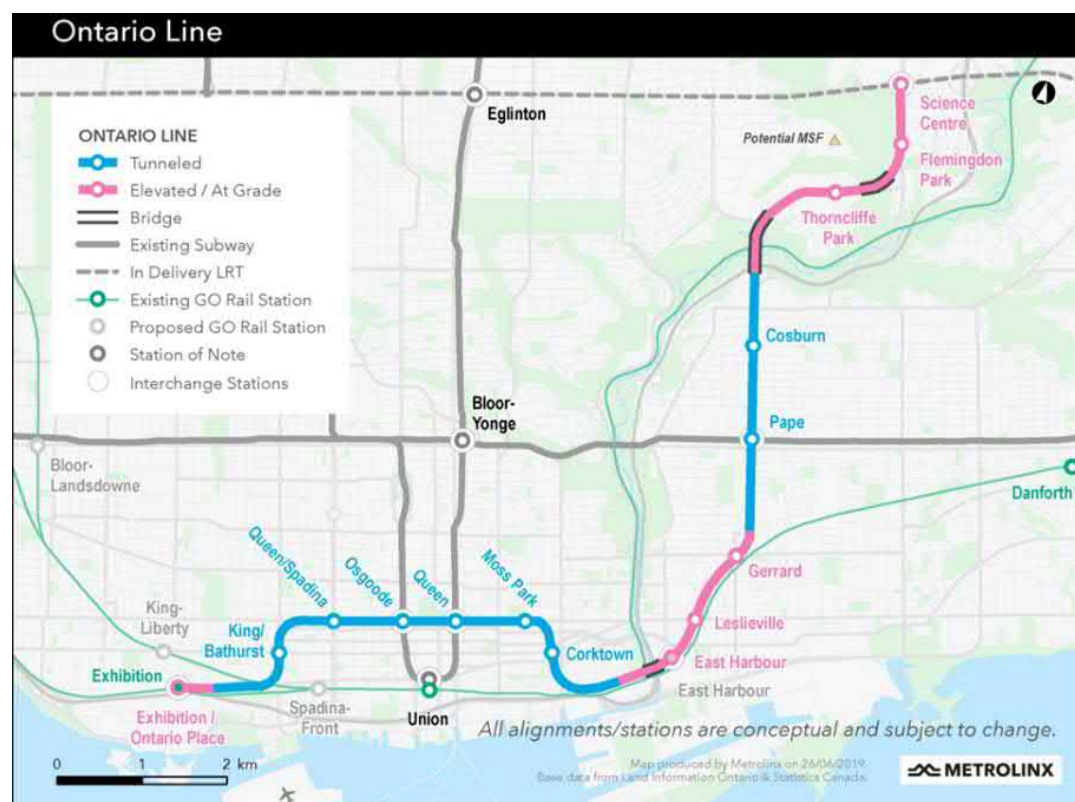 Ontario Line
ONTARIO LINE
Tunneled
Elevated / At Grade
Bridge
Existing Subway
In Delivery LRT
Existing GO Rail Station
Proposed GO Rail Station
Station of Note
Interchange Stations
Eglinton
Potential MSF
Science
Centre
Flemingdon
Park
Thorncliffe
Park
Cosburn
Bloor-
Yonge
Pape
Bloor-
Landsdowne
Danforth
Queen/Spadina
Osgoode
Queen
Moss Park
Gerrard
King-
Liberty
King/
Bathurst
Leslieville
Corktown
East Harbour
Exhibition
East Harbour
Exhibition /
Ontario Place
Spadina-
Front
Union
All alignments/stations are conceptual and subject to change.
0 1 2 km
Map produced by Metrolinx on 26/06/2019.
Base data from Land Information Ontario & Statistics Canada.
METROLINX